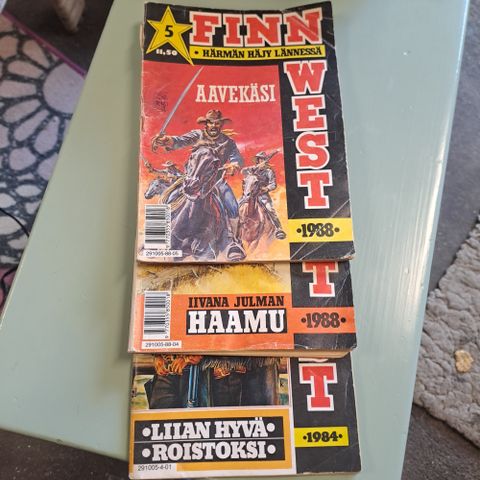 5
11,50
FINN
• HÄRMÄN HÄJY LÄNNESSÄ
WEST
AAVEKÄSI
•1988•
291005-88-05
T
IIVANA JULMAN
HAAMU
•1988•
291005-88-04
ST
•LIIAN HYVÄ•
•ROISTOKSI•
•1984•
291005-4-01